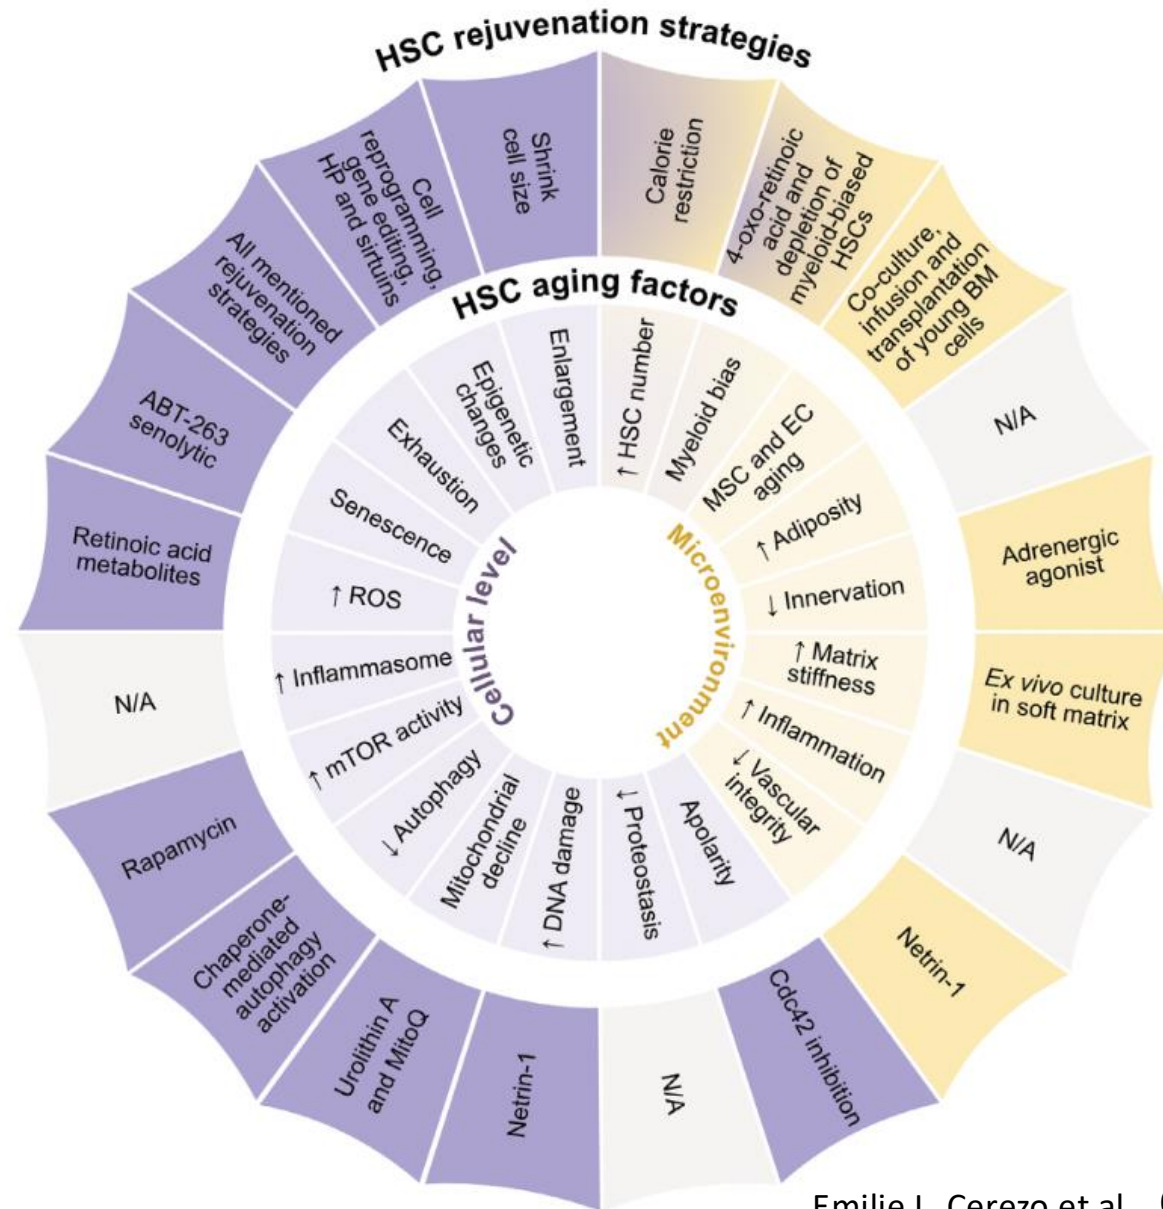 HSC rejuvenation strategies
Shrink
cell size
Calorie
restriction
4-oxo-retinoic
acid and
depletion of
myeloid-biased
HSCs
Co-culture,
infusion and
transplantation
of young BM
cells
N/A
Adrenergic
agonist
Ex vivo culture
in soft matrix
N/A
Netrin-1
Cdc42 inhibition
N/A
Netrin-1
Urolithin A
and MitoQ
Chaperone-
mediated
autophagy
activation
Rapamycin
N/A
Retinoic acid
metabolites
ABT-263
senolytic
All mentioned
rejuvenation
strategies
Cell
reprogramming,
gene editing,
HP and sirtuins
HSC aging factors
Enlargement
↑ HSC number
Myeloid bias
MSC and EC
aging
↑ Adiposity
↓ Innervation
↑ Matrix
stiffness
↑ Inflammation
↓ Vascular
integrity
Apolarity
↓ Proteostasis
↑ DNA damage
Mitochondrial
decline
↓ Autophagy
↑ mTOR activity
↑ Inflammasome
↑ ROS
Senescence
Exhaustion
Epigenetic
changes
Cellular level
Microenvironment
Emilie L. Cerezo et al.,